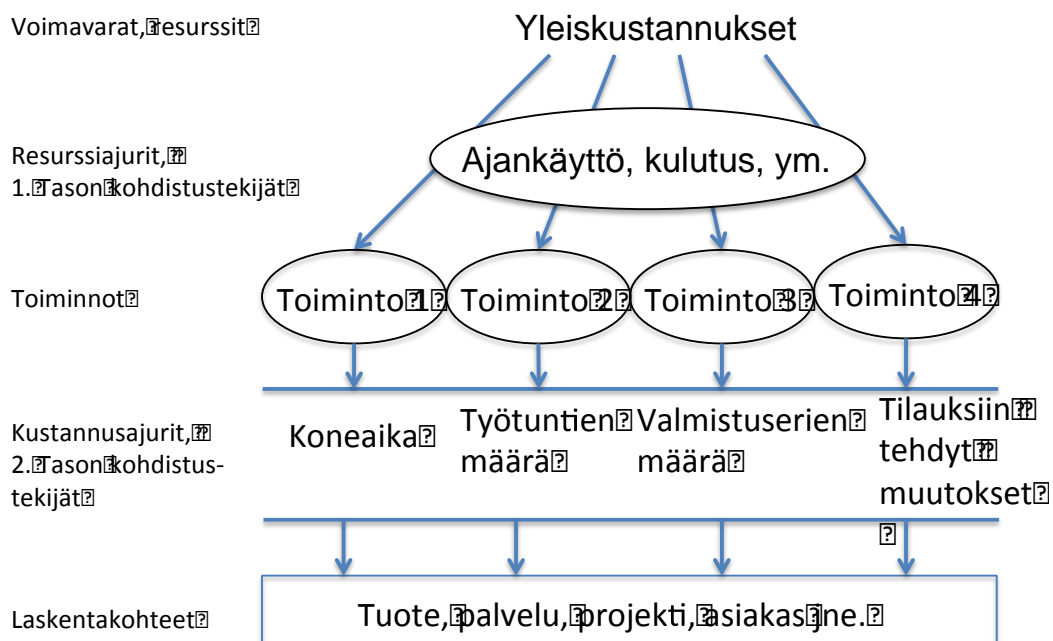 Voimavarat, resurssit
Yleiskustannukset
Resurssiajurit,
1. Tason kohdistustekijät
Ajankäyttö, kulutus, ym.
Toiminnot
Toiminto 1
Toiminto 2
Toiminto 3
Toiminto 4
Kustannusajurit,
2. Tason kohdistus-
tekijät
Koneaika
Työtuntien
määrä
Valmistuserien
määrä
Tilauksiin
tehdyt
muutokset
Laskentakohteet
Tuote, palvelu, projekti, asiakas jne.